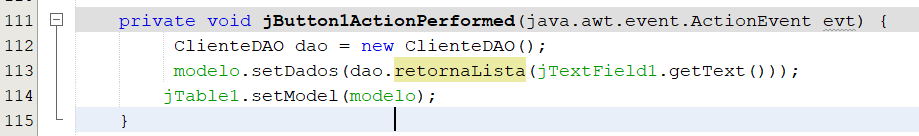 111 private void jButton1ActionPerformed(java.awt.event.ActionEvent evt) {
112 ClienteDAO dao = new ClienteDAO();
113 modelo.setDados(dao.retornaLista(jTextField1.getText()));
114 jTable1.setModel(modelo);
115 }